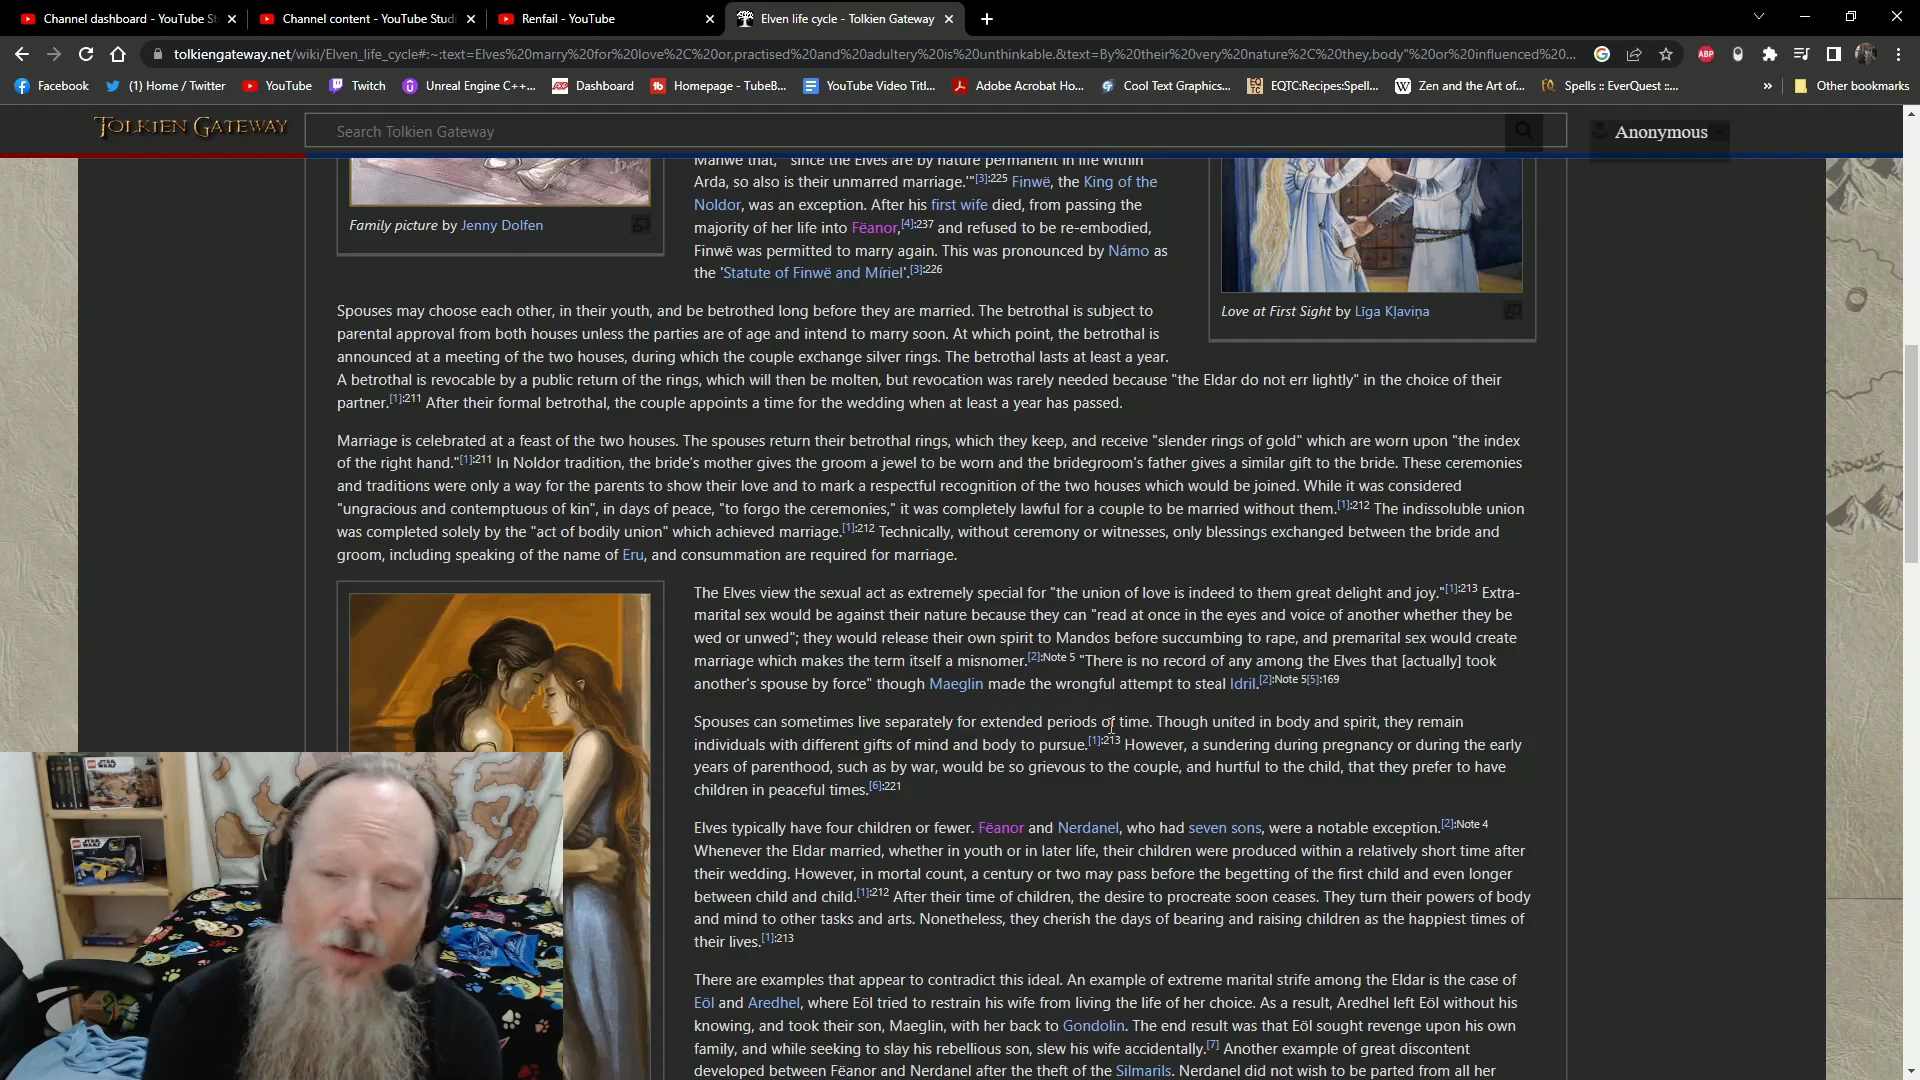 Channel dashboard - YouTube St
Channel content - YouTube Studi
Renfail - YouTube
Elven life cycle - Tolkien Gateway
tolkiengateway.net/wiki/Elven_life_cycle#:~:text=Elves%20marry%20for%20love%2C%20or,practised%20and%20adultery%20is%20unthinkable.&text=By%20their%20very%20nature%2C%20they,body"%20or%20influenced%20...
Facebook (1) Home / Twitter YouTube Twitch Unreal Engine C++... Dashboard Homepage - TubeB... YouTube Video Titl... Adobe Acrobat Ho... Cool Text Graphics... EQTC:Recipes:Spell... Zen and the Art of... Spells :: EverQuest ::... » Other bookmarks
TOLKIEN GATEWAY
Search Tolkien Gateway
Anonymous
Manwë that, "'since the Elves are by nature permanent in life within
Arda, so also is their unmarred marriage.'"[3]:225 Finwë, the King of the
Noldor, was an exception. After his first wife died, from passing the
majority of her life into Fëanor,[4]:237 and refused to be re-embodied,
Finwë was permitted to marry again. This was pronounced by Námo as
the 'Statute of Finwë and Míriel'.[3]:226
Family picture by Jenny Dolfen
Love at First Sight by Līga Kļaviņa
Spouses may choose each other, in their youth, and be betrothed long before they are married. The betrothal is subject to
parental approval from both houses unless the parties are of age and intend to marry soon. At which point, the betrothal is
announced at a meeting of the two houses, during which the couple exchange silver rings. The betrothal lasts at least a year.
A betrothal is revocable by a public return of the rings, which will then be molten, but revocation was rarely needed because "the Eldar do not err lightly" in the choice of their
partner.[1]:211 After their formal betrothal, the couple appoints a time for the wedding when at least a year has passed.
Marriage is celebrated at a feast of the two houses. The spouses return their betrothal rings, which they keep, and receive "slender rings of gold" which are worn upon "the index
of the right hand."[1]:211 In Noldor tradition, the bride's mother gives the groom a jewel to be worn and the bridegroom's father gives a similar gift to the bride. These ceremonies
and traditions were only a way for the parents to show their love and to mark a respectful recognition of the two houses which would be joined. While it was considered
"ungracious and contemptuous of kin", in days of peace, "to forgo the ceremonies," it was completely lawful for a couple to be married without them.[1]:212 The indissoluble union
was completed solely by the "act of bodily union" which achieved marriage.[1]:212 Technically, without ceremony or witnesses, only blessings exchanged between the bride and
groom, including speaking of the name of Eru, and consummation are required for marriage.
The Elves view the sexual act as extremely special for "the union of love is indeed to them great delight and joy."[1]:213 Extra-
marital sex would be against their nature because they can "read at once in the eyes and voice of another whether they be
wed or unwed"; they would release their own spirit to Mandos before succumbing to rape, and premarital sex would create
marriage which makes the term itself a misnomer.[2]:Note 5 "There is no record of any among the Elves that [actually] took
another's spouse by force" though Maeglin made the wrongful attempt to steal Idril.[2]:Note 5[5]:169
Spouses can sometimes live separately for extended periods of time. Though united in body and spirit, they remain
individuals with different gifts of mind and body to pursue.[1]:213 However, a sundering during pregnancy or during the early
years of parenthood, such as by war, would be so grievous to the couple, and hurtful to the child, that they prefer to have
children in peaceful times.[6]:221
Elves typically have four children or fewer. Fëanor and Nerdanel, who had seven sons, were a notable exception.[2]:Note 4
Whenever the Eldar married, whether in youth or in later life, their children were produced within a relatively short time after
their wedding. However, in mortal count, a century or two may pass before the begetting of the first child and even longer
between child and child.[1]:212 After their time of children, the desire to procreate soon ceases. They turn their powers of body
and mind to other tasks and arts. Nonetheless, they cherish the days of bearing and raising children as the happiest times of
their lives.[1]:213
There are examples that appear to contradict this ideal. An example of extreme marital strife among the Eldar is the case of
Eöl and Aredhel, where Eöl tried to restrain his wife from living the life of her choice. As a result, Aredhel left Eöl without his
knowing, and took their son, Maeglin, with her back to Gondolin. The end result was that Eöl sought revenge upon his own
family, and while seeking to slay his rebellious son, slew his wife accidentally.[7] Another example of great discontent
developed between Fëanor and Nerdanel after the theft of the Silmarils. Nerdanel did not wish to be parted from all her